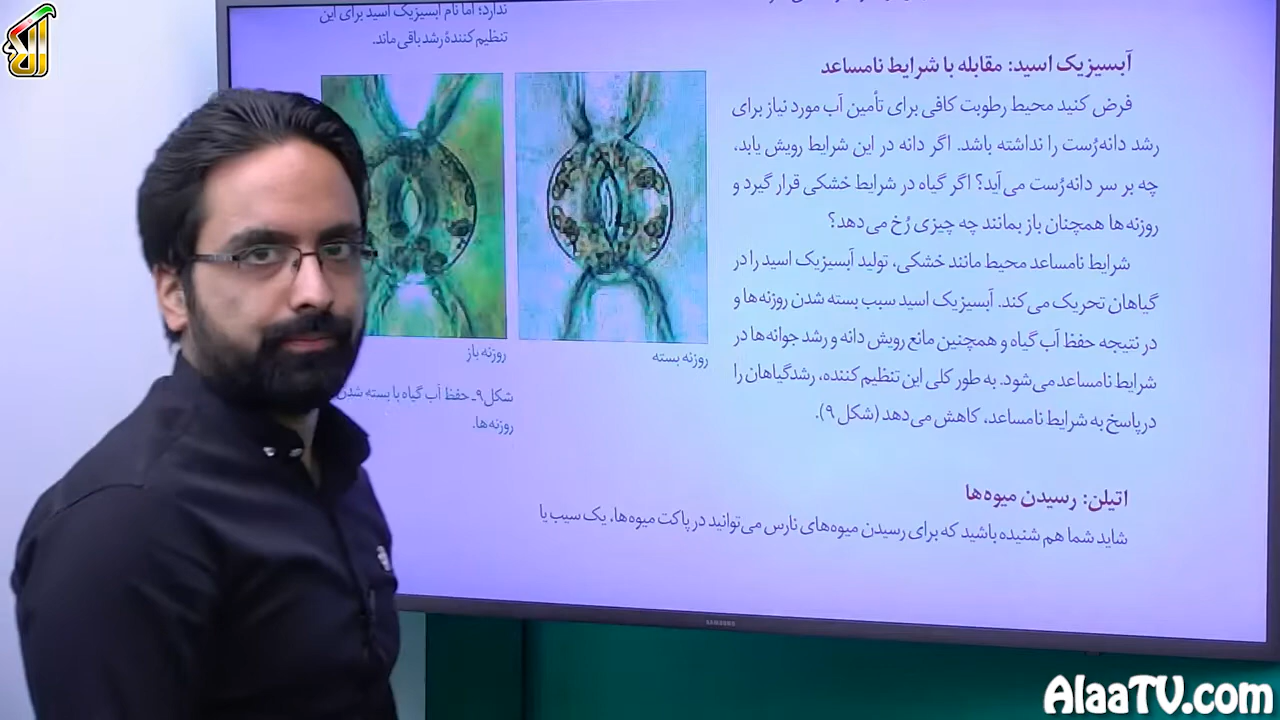 ندارد؛ اما نام آبسیزیک اسید برای این
تنظیم کنندهٔ رشد باقی ماند.
آبسیزیک اسید: مقابله با شرایط نامساعد
فرض کنید محیط رطوبت کافی برای تأمین آب مورد نیاز برای
رشد دانه‌رُست را نداشته باشد. اگر دانه در این شرایط رویش یابد،
چه بر سر دانه‌رُست می‌آید؟ اگر گیاه در شرایط خشکی قرار گیرد و
روزنه‌ها همچنان باز بمانند چه چیزی رُخ می‌دهد؟
شرایط نامساعد محیط مانند خشکی، تولید آبسیزیک اسید را در
گیاهان تحریک می‌کند. آبسیزیک اسید سبب بسته شدن روزنه‌ها و
در نتیجه حفظ آب گیاه و همچنین مانع رویش دانه و رشد جوانه‌ها در
شرایط نامساعد می‌شود. به طور کلی این تنظیم کننده، رشد گیاهان را
در پاسخ به شرایط نامساعد، کاهش می‌دهد (شکل ۹).
روزنه بسته
روزنه باز
شکل ۹ـ حفظ آب گیاه با بسته شدن
روزنه‌ها.
اتیلن: رسیدن میوه‌ها
شاید شما هم شنیده باشید که برای رسیدن میوه‌های نارس می‌توانید در پاکت میوه‌ها، یک سیب یا
SAMSUNG
AlaaTV.com